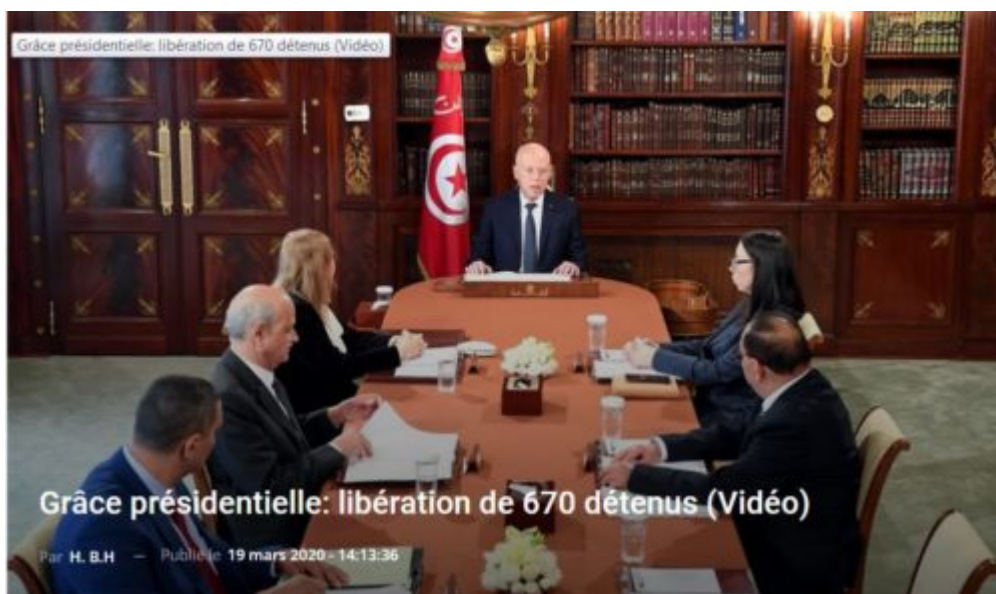 Grâce présidentielle: libération de 670 détenus (Vidéo)
Grâce présidentielle: libération de 670 détenus (Vidéo)
Par H. B.H — Publié le 19 mars 2020 - 14:13:36